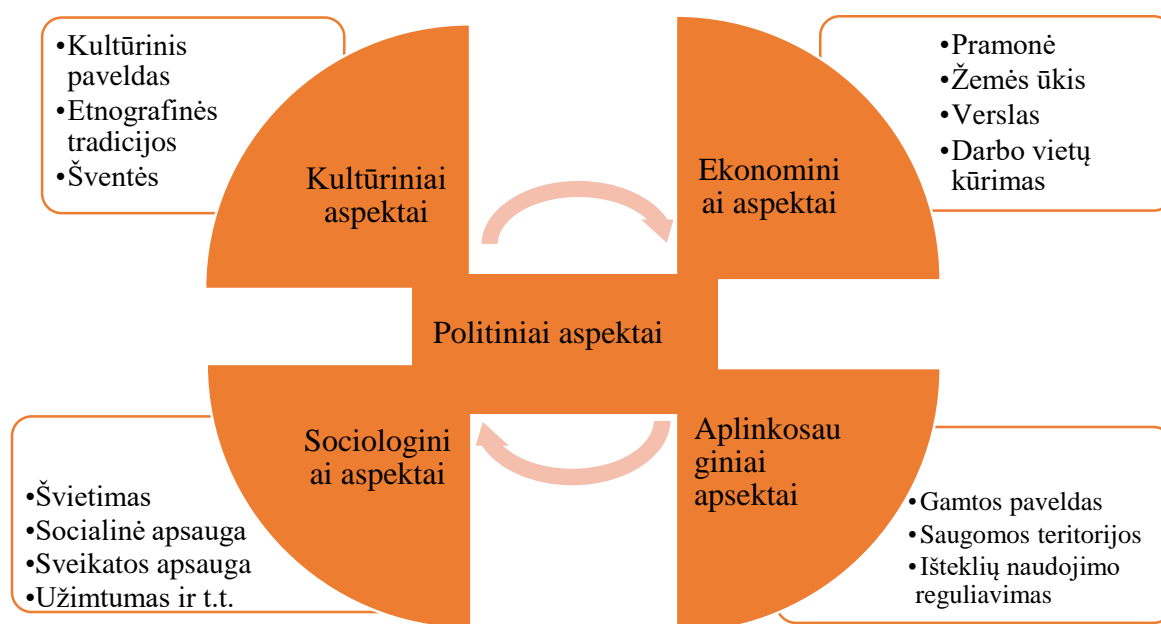 •Kultūrinis
paveldas
•Etnografinės
tradicijos
•Šventės
•Pramonė
•Žemės ūkis
•Verslas
•Darbo vietų
kūrimas
Kultūriniai
aspektai
Ekonomini
ai aspektai
Politiniai aspektai
Sociologini
ai aspektai
Aplinkosau
giniai
apsektai
•Švietimas
•Socialinė apsauga
•Sveikatos apsauga
•Užimtumas ir t.t.
•Gamtos paveldas
•Saugomos teritorijos
•Išteklių naudojimo
reguliavimas